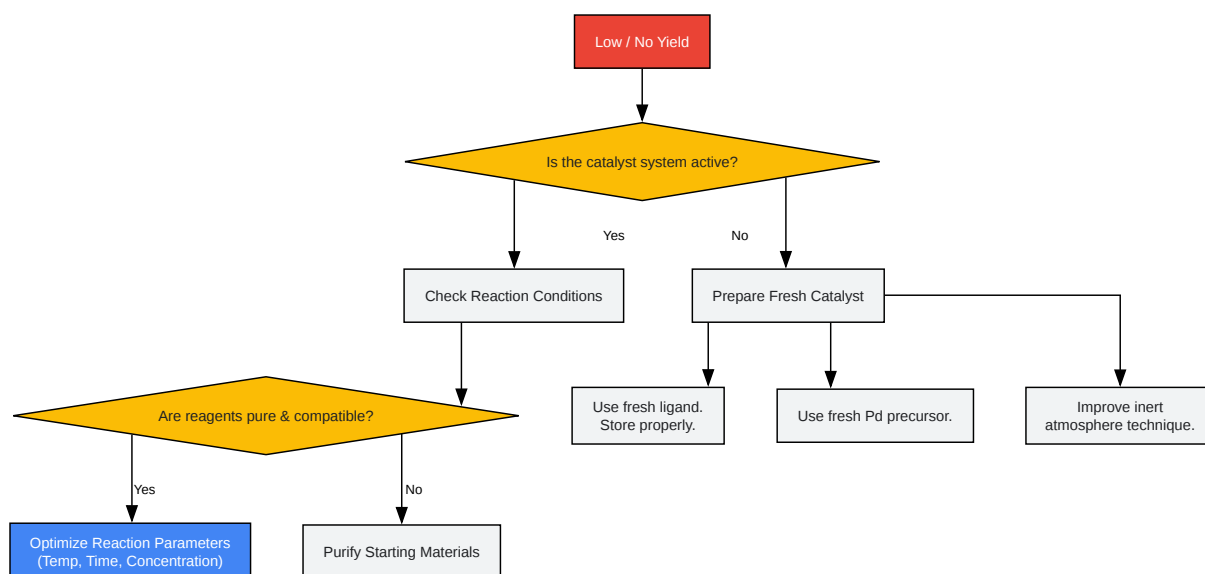 Low / No Yield
Is the catalyst system active?
Yes
No
Check Reaction Conditions
Prepare Fresh Catalyst
Are reagents pure & compatible?
Use fresh ligand.
Store properly.
Use fresh Pd precursor.
Improve inert
atmosphere technique.
Yes
No
Optimize Reaction Parameters
(Temp, Time, Concentration)
Purify Starting Materials